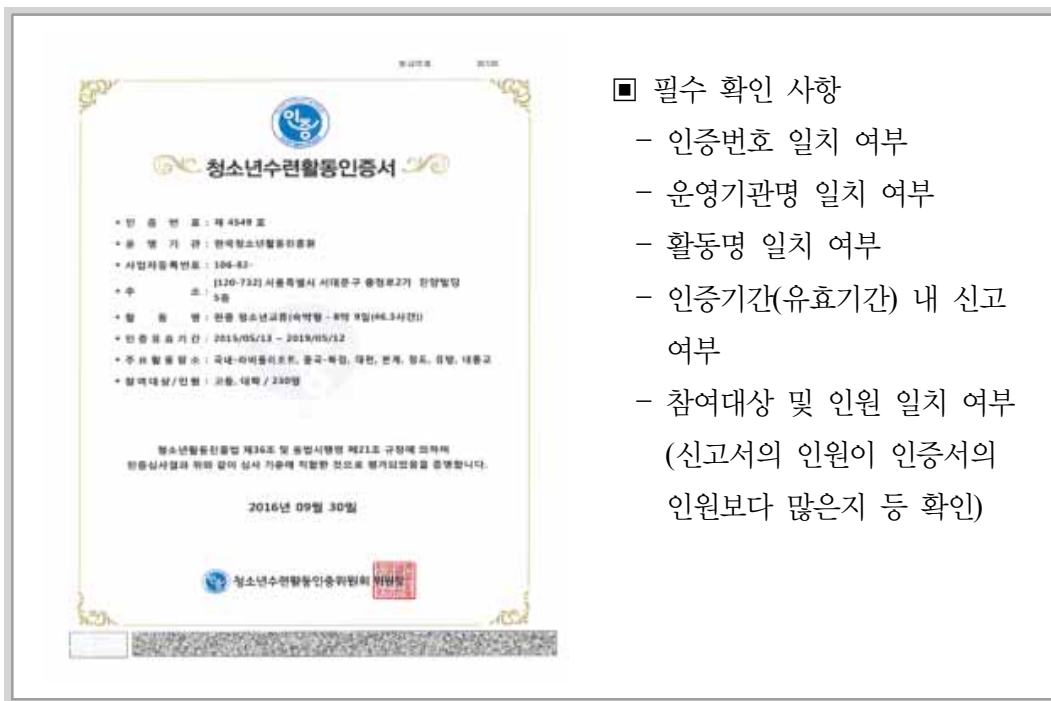 인증
청소년수련활동인증서
• 인 증 번 호 : 제 4549 호
• 운 영 기 관 : 한국청소년활동진흥원
• 사업자등록번호 : 106-82-
• 주 소 : [120-732] 서울특별시 서대문구 충정로2가 한양빌딩
5층
• 활 동 명 : 한중 청소년교류(숙박형 - 8박 9일(46.3시간))
• 인증유효기간 : 2015/05/13 ~ 2019/05/12
• 주요활동장소 : 국내-라비돌리조트, 중국-북경, 대련, 본계, 청도
• 참여대상/인원 : 고등, 대학 / 230명
청소년활동진흥법 제36조 및 동법시행령 제21조 규정에 의하여
인증심사결과 위와 같이 심사 기준에 적합한 것으로 평가되었음을 증명합니다.
2016년 09월 30일
청소년수련활동인증위원회 위원장
▣ 필수 확인 사항
- 인증번호 일치 여부
- 운영기관명 일치 여부
- 활동명 일치 여부
- 인증기간(유효기간) 내 신고
여부
- 참여대상 및 인원 일치 여부
(신고서의 인원이 인증서의
인원보다 많은지 등 확인)